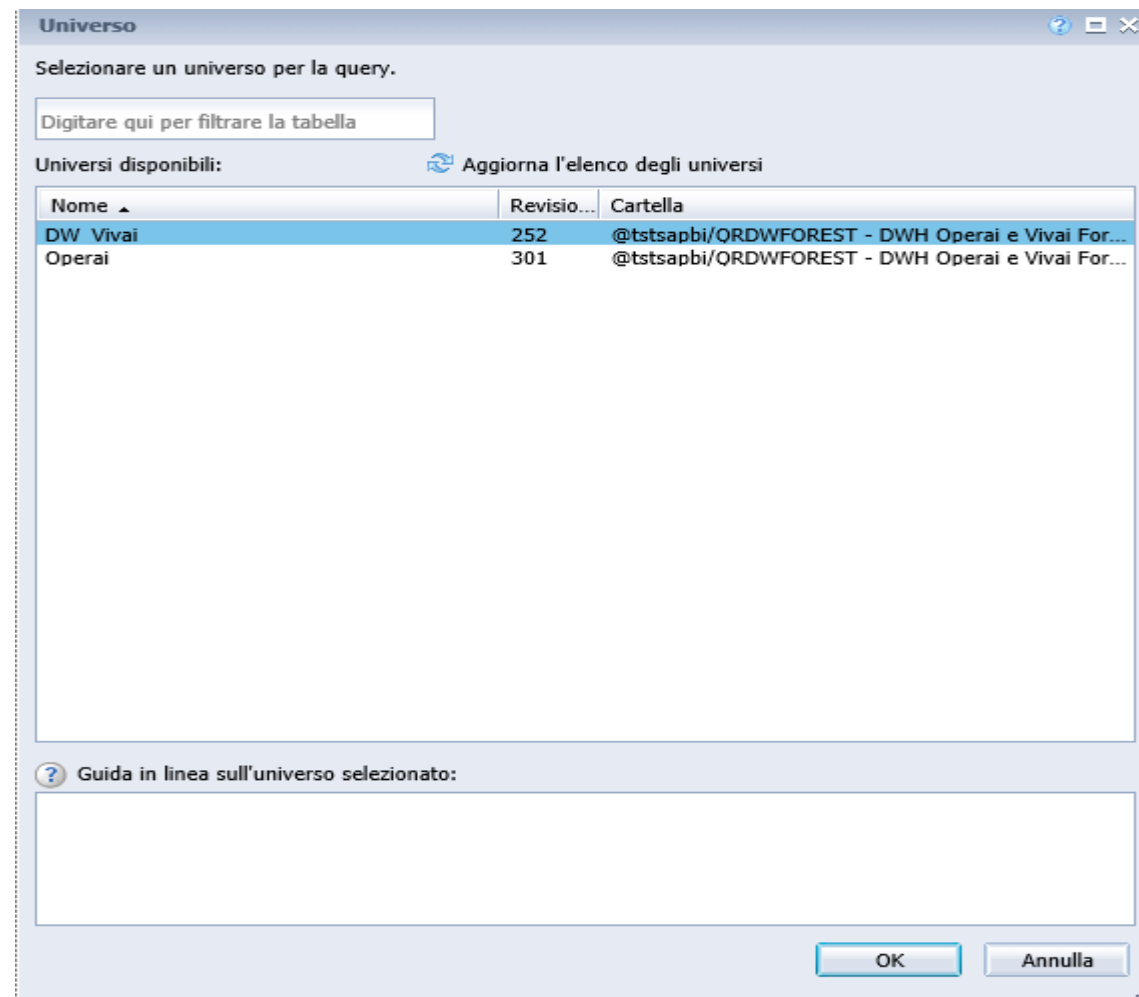 Universo
Selezionare un universo per la query.
Digitare qui per filtrare la tabella
Universi disponibili: Aggiorna l'elenco degli universi
Nome Revisio... Cartella
DW Vivai 252 @tstsapbi/QRDWFOREST - DWH Operai e Vivai For...
Operai 301 @tstsapbi/QRDWFOREST - DWH Operai e Vivai For...
Guida in linea sull'universo selezionato:
OK Annulla